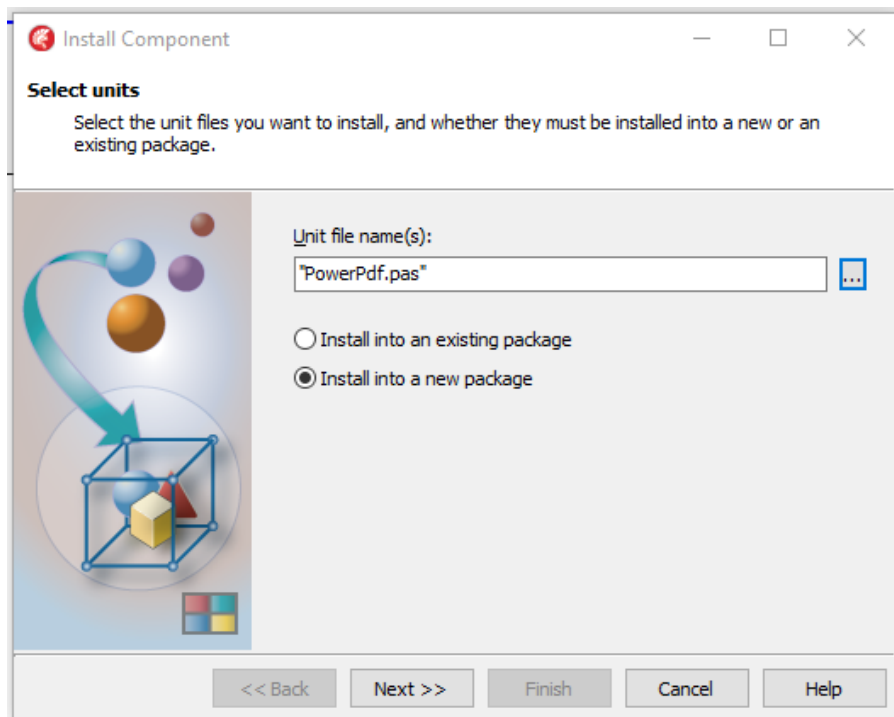 Install Component
Select units
Select the unit files you want to install, and whether they must be installed into a new or an
existing package.
Unit file name(s):
"PowerPdf.pas"
...
Install into an existing package
Install into a new package
<< Back
Next >>
Finish
Cancel
Help